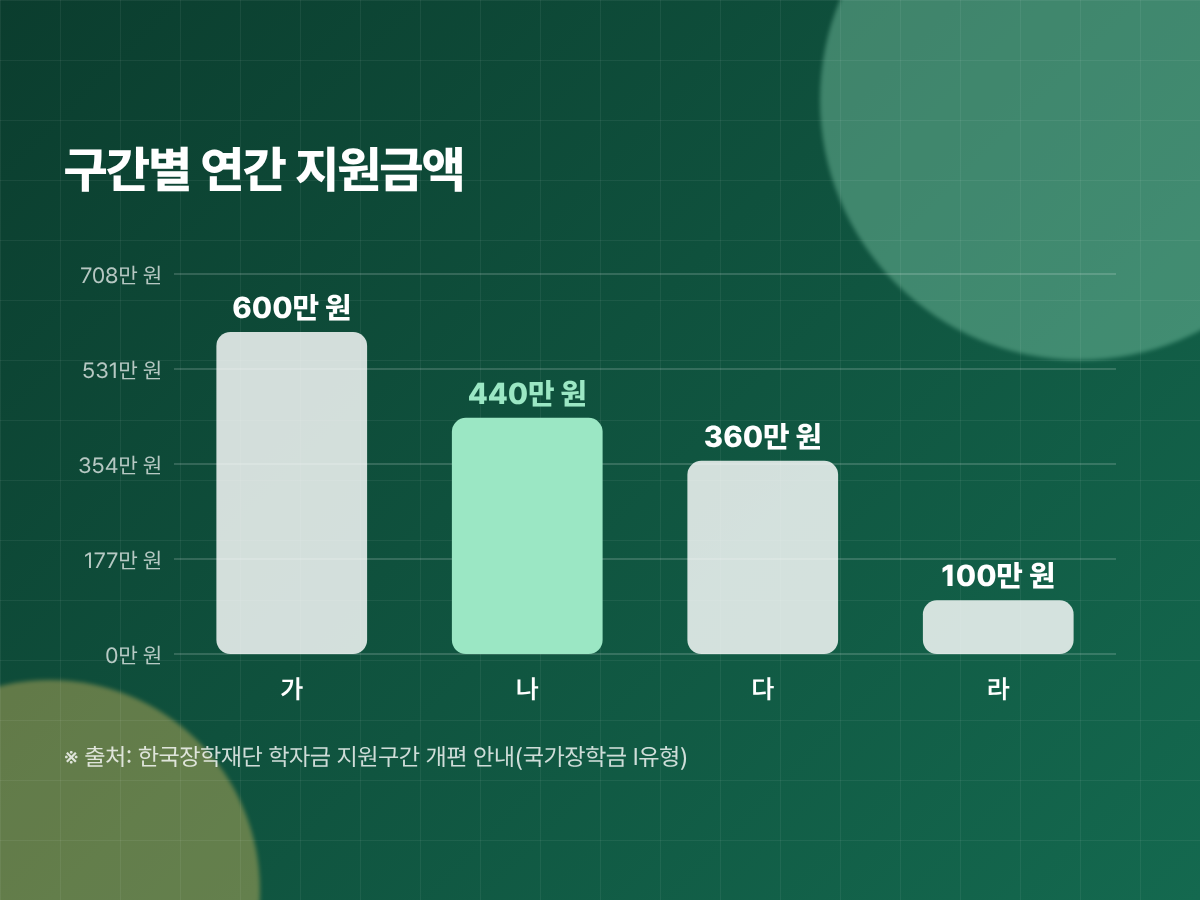 구간별 연간 지원금액
708만 원
531만 원
354만 원
177만 원
0만 원
600만 원
440만 원
360만 원
100만 원
가
나
다
라
※ 출처: 한국장학재단 학자금 지원구간 개편 안내(국가장학금 I유형)